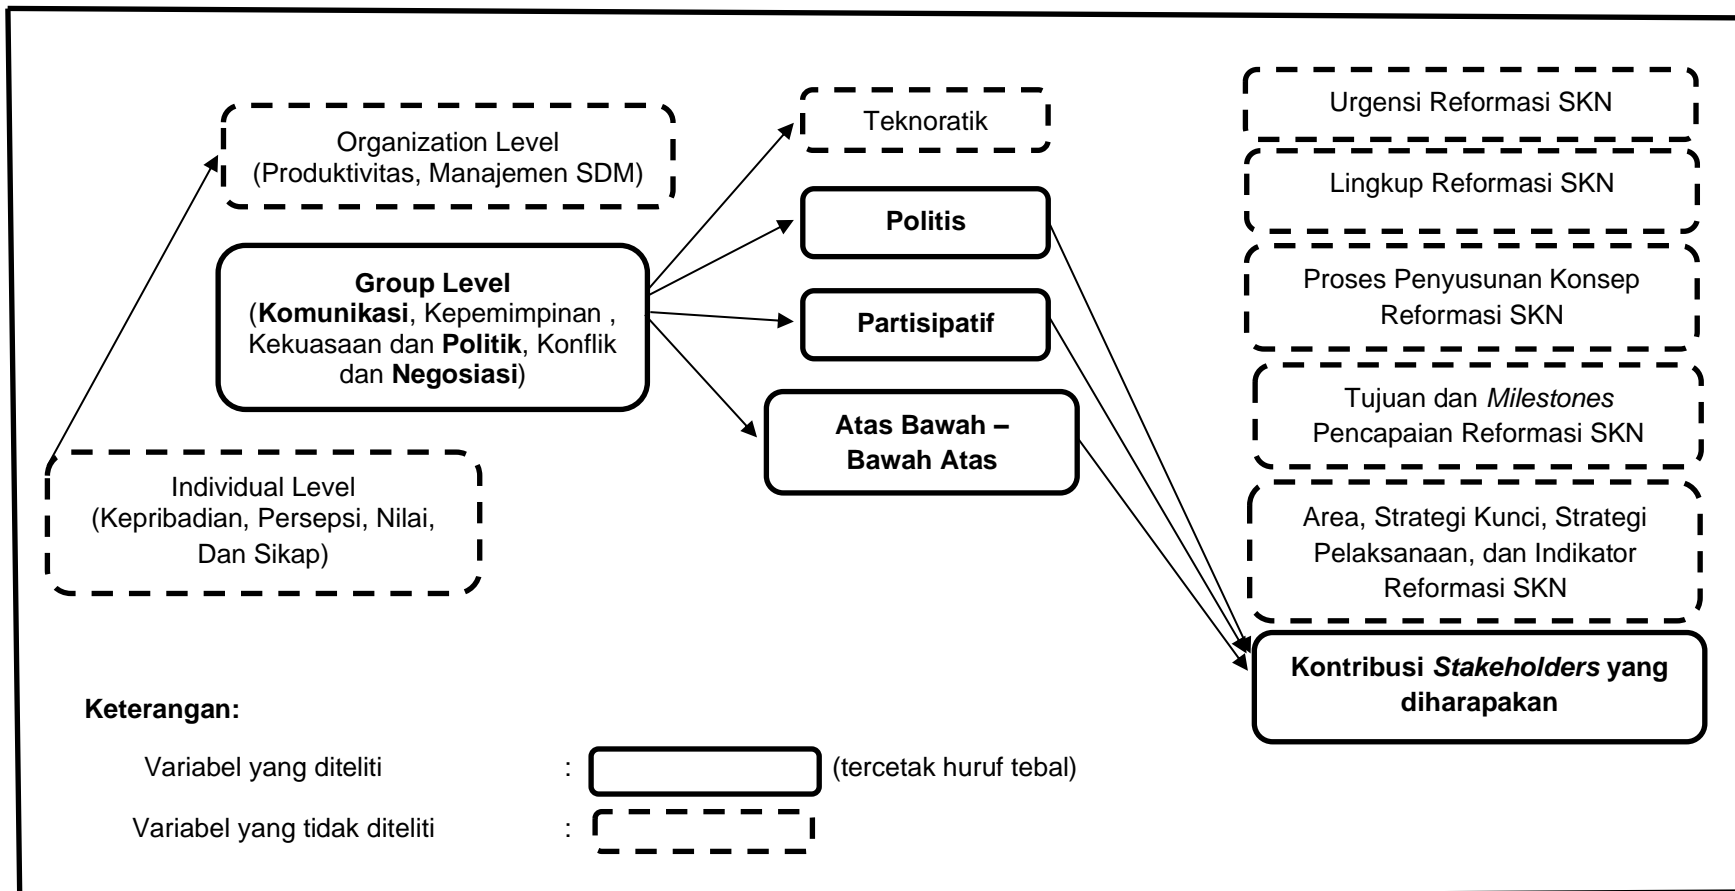 Organization Level
(Produktivitas, Manajemen SDM)
Group Level
(Komunikasi, Kepemimpinan ,
Kekuasaan dan Politik, Konflik
dan Negosiasi)
Individual Level
(Kepribadian, Persepsi, Nilai,
Dan Sikap)
Teknoratik
Politis
Partisipatif
Atas Bawah –
Bawah Atas
Urgensi Reformasi SKN
Lingkup Reformasi SKN
Proses Penyusunan Konsep
Reformasi SKN
Tujuan dan Milestones
Pencapaian Reformasi SKN
Area, Strategi Kunci, Strategi
Pelaksanaan, dan Indikator
Reformasi SKN
Kontribusi Stakeholders yang
diharapakan
Keterangan:
Variabel yang diteliti : (tercetak huruf tebal)
Variabel yang tidak diteliti :